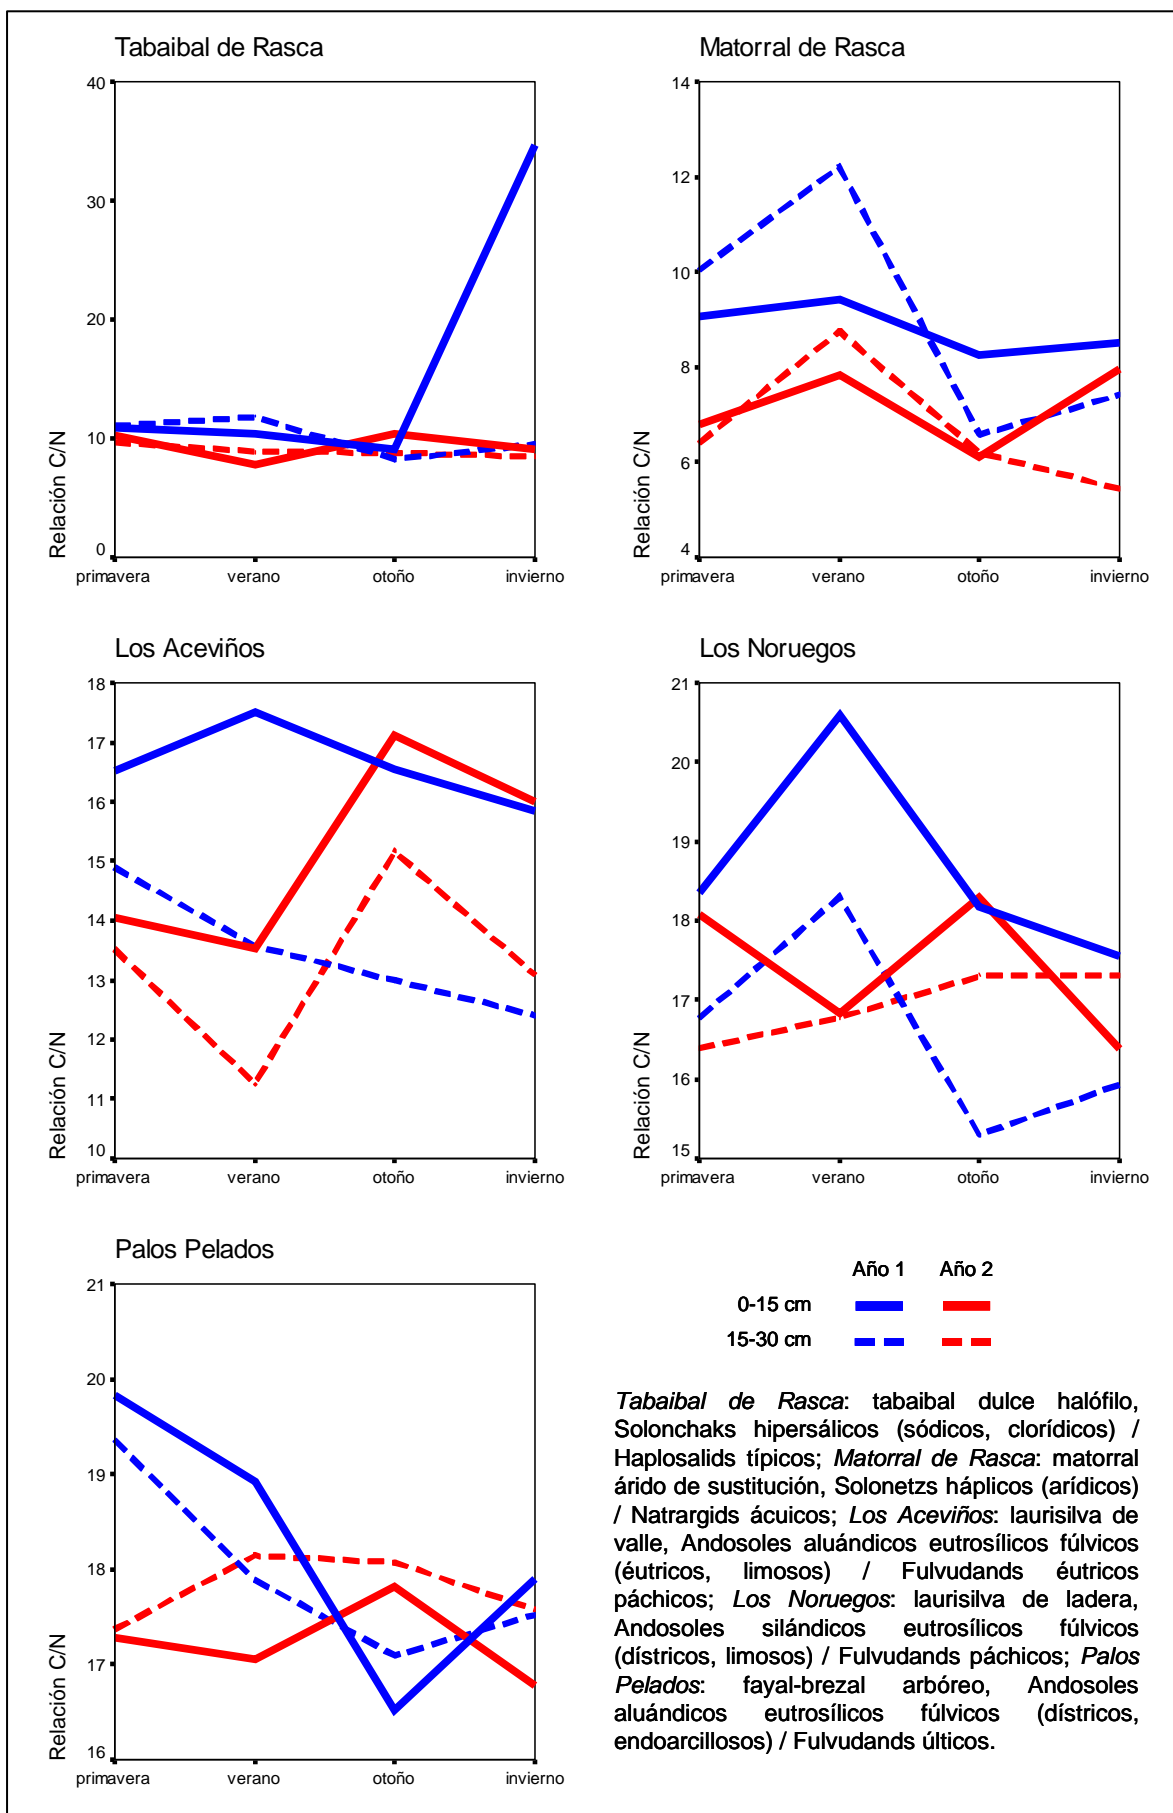 Tabaibal de Rasca
40
30
20
10
0
Relación C/N
primavera verano otoño invierno
Matorral de Rasca
14
12
10
8
6
4
Relación C/N
primavera verano otoño invierno
Los Aceviños
18
17
16
15
14
13
12
11
10
Relación C/N
primavera verano otoño invierno
Los Noruegos
21
20
19
18
17
16
15
Relación C/N
primavera verano otoño invierno
Palos Pelados
21
20
19
18
17
16
Relación C/N
primavera verano otoño invierno
Año 1 Año 2
0-15 cm
15-30 cm
Tabaibal de Rasca: tabaibal dulce halófilo,
Solonchaks hipersálicos (sódicos, clorídicos) /
Haplosalids típicos; Matorral de Rasca: matorral
árido de sustitución, Solonetzs háplicos (arídicos)
/ Natrargids ácuicos; Los Aceviños: laurisilva de
valle, Andosoles aluándicos eutrosílicos fúlvicos
(éutricos, limosos) / Fulvudands éutricos
páchicos; Los Noruegos: laurisilva de ladera,
Andosoles silándicos eutrosílicos fúlvicos
(dístricos, limosos) / Fulvudands páchicos; Palos
Pelados: fayal-brezal arbóreo, Andosoles
aluándicos eutrosílicos fúlvicos (dístricos,
endoarcillosos) / Fulvudands últicos.